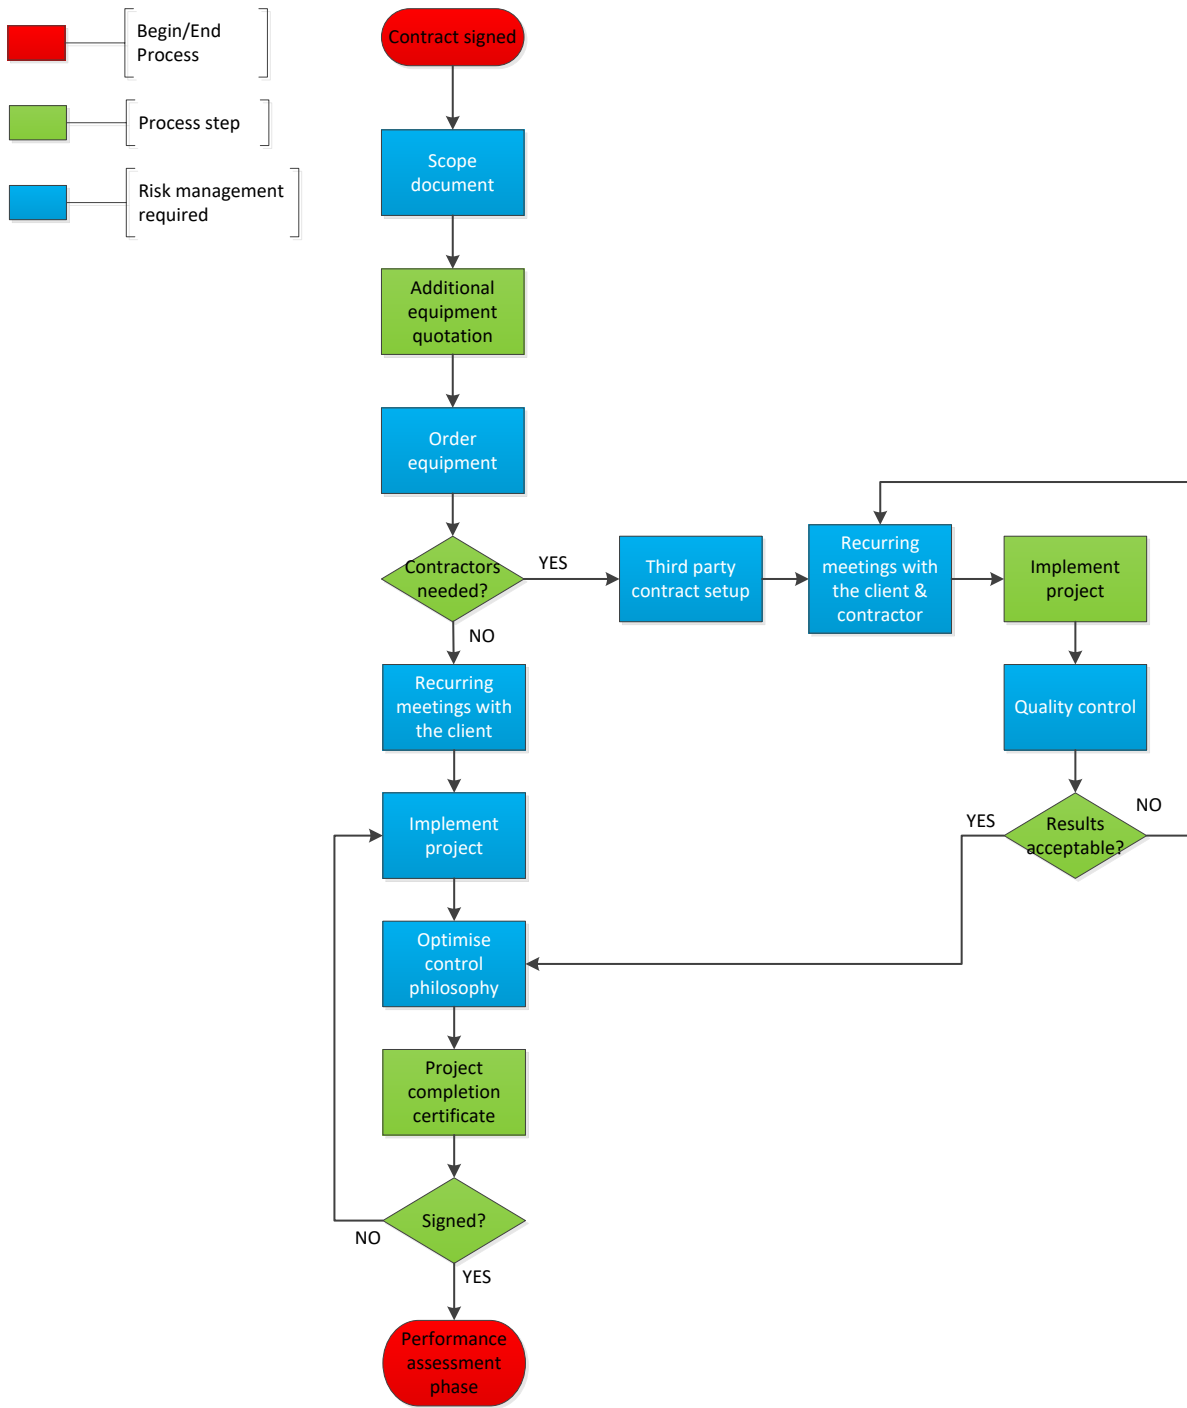 Begin/End
Process
Process step
Risk management
required
Contract signed
Scope
document
Additional
equipment
quotation
Order
equipment
Contractors
needed?
YES
NO
Third party
contract setup
Recurring
meetings with
the client &
contractor
Implement
project
Quality control
Results
acceptable?
YES
NO
Recurring
meetings with
the client
Implement
project
Optimise
control
philosophy
Project
completion
certificate
Signed?
NO
YES
Performance
assessment
phase